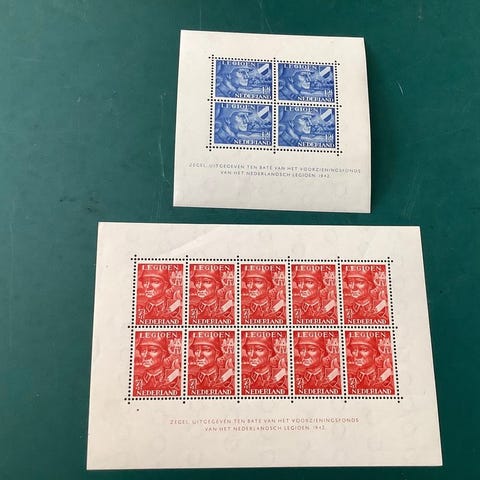 LEGIOEN LEGIOEN
NEDERLAND NEDERLAND
LEGIOEN LEGIOEN
NEDERLAND NEDERLAND
ZEGEL, UITGEGEVEN TEN BATE VAN HET VOORZIENINGSFONDS
VAN HET NEDERLANDSCH LEGIOEN. 1942.
LEGIOEN LEGIOEN LEGIOEN LEGIOEN LEGIOEN
NEDERLAND NEDERLAND NEDERLAND NEDERLAND NEDERLAND
LEGIOEN LEGIOEN LEGIOEN LEGIOEN LEGIOEN
NEDERLAND NEDERLAND NEDERLAND NEDERLAND NEDERLAND
ZEGEL, UITGEGEVEN TEN BATE VAN HET VOORZIENINGSFONDS
VAN HET NEDERLANDSCH LEGIOEN. 1942.